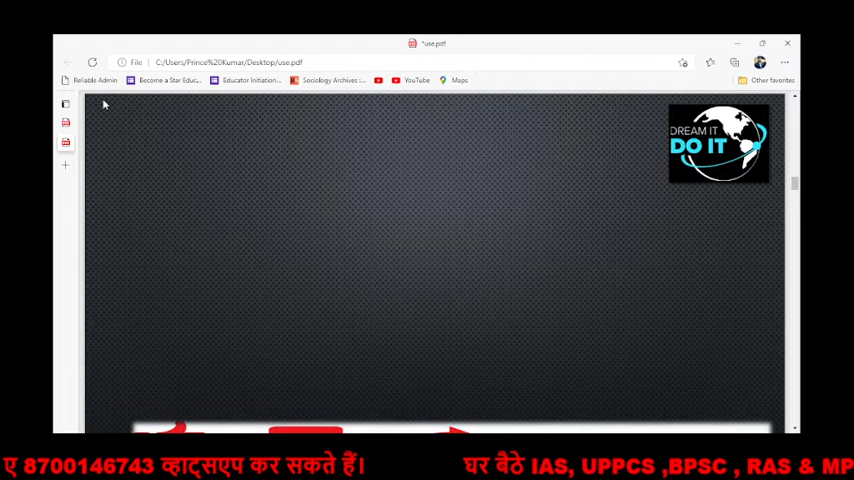 *use.pdf
File C:/Users/Prince%20Kumar/Desktop/use.pdf
Reliable Admin Become a Star Educ... Educator Initiation... Sociology Archives :... YouTube Maps Other favorites
DREAM IT
DO IT
ए 8700146743 व्हाट्सएप कर सकते हैं। घर बैठे IAS, UPPCS ,BPSC , RAS & MP